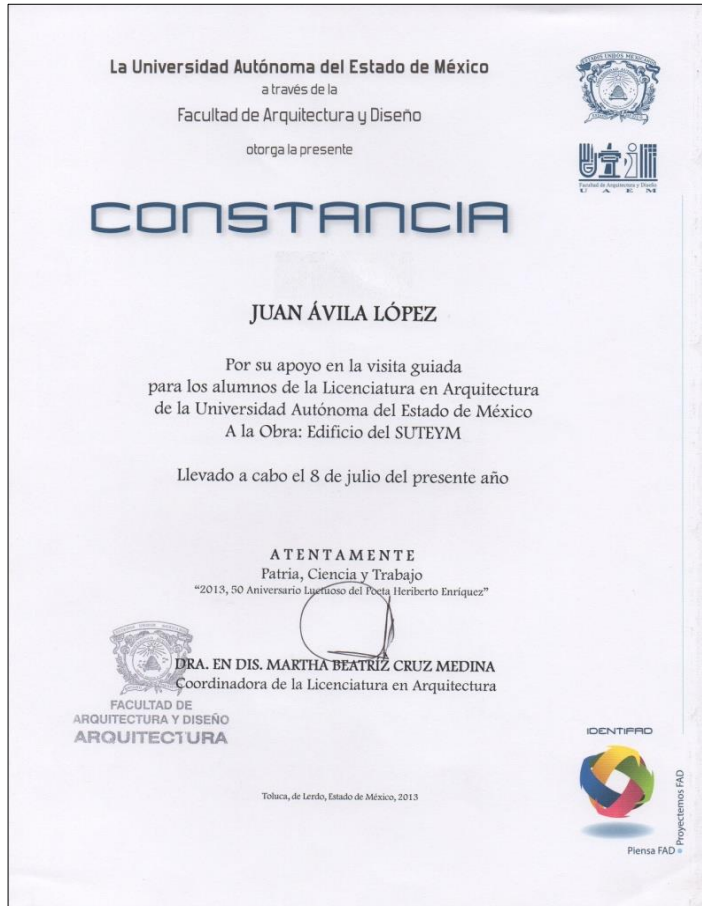 La Universidad Autónoma del Estado de México
a través de la
Facultad de Arquitectura y Diseño
otorga la presente
CONSTANCIA
ESTADOS UNIDOS MEXICANOS
Facultad de Arquitectura y Diseño
U A E M
JUAN ÁVILA LÓPEZ
Por su apoyo en la visita guiada
para los alumnos de la Licenciatura en Arquitectura
de la Universidad Autónoma del Estado de México
A la Obra: Edificio del SUTEYM
Llevado a cabo el 8 de julio del presente año
ATENTAMENTE
Patria, Ciencia y Trabajo
“2013, 50 Aniversario Luctuoso del Poeta Heriberto Enríquez”
DRA. EN DIS. MARTHA BEATRIZ CRUZ MEDINA
Coordinadora de la Licenciatura en Arquitectura
FACULTAD DE
ARQUITECTURA Y DISEÑO
ARQUITECTURA
IDENTIFAD
Toluca, de Lerdo, Estado de México, 2013
Piensa FAD
Proyectemos FAD